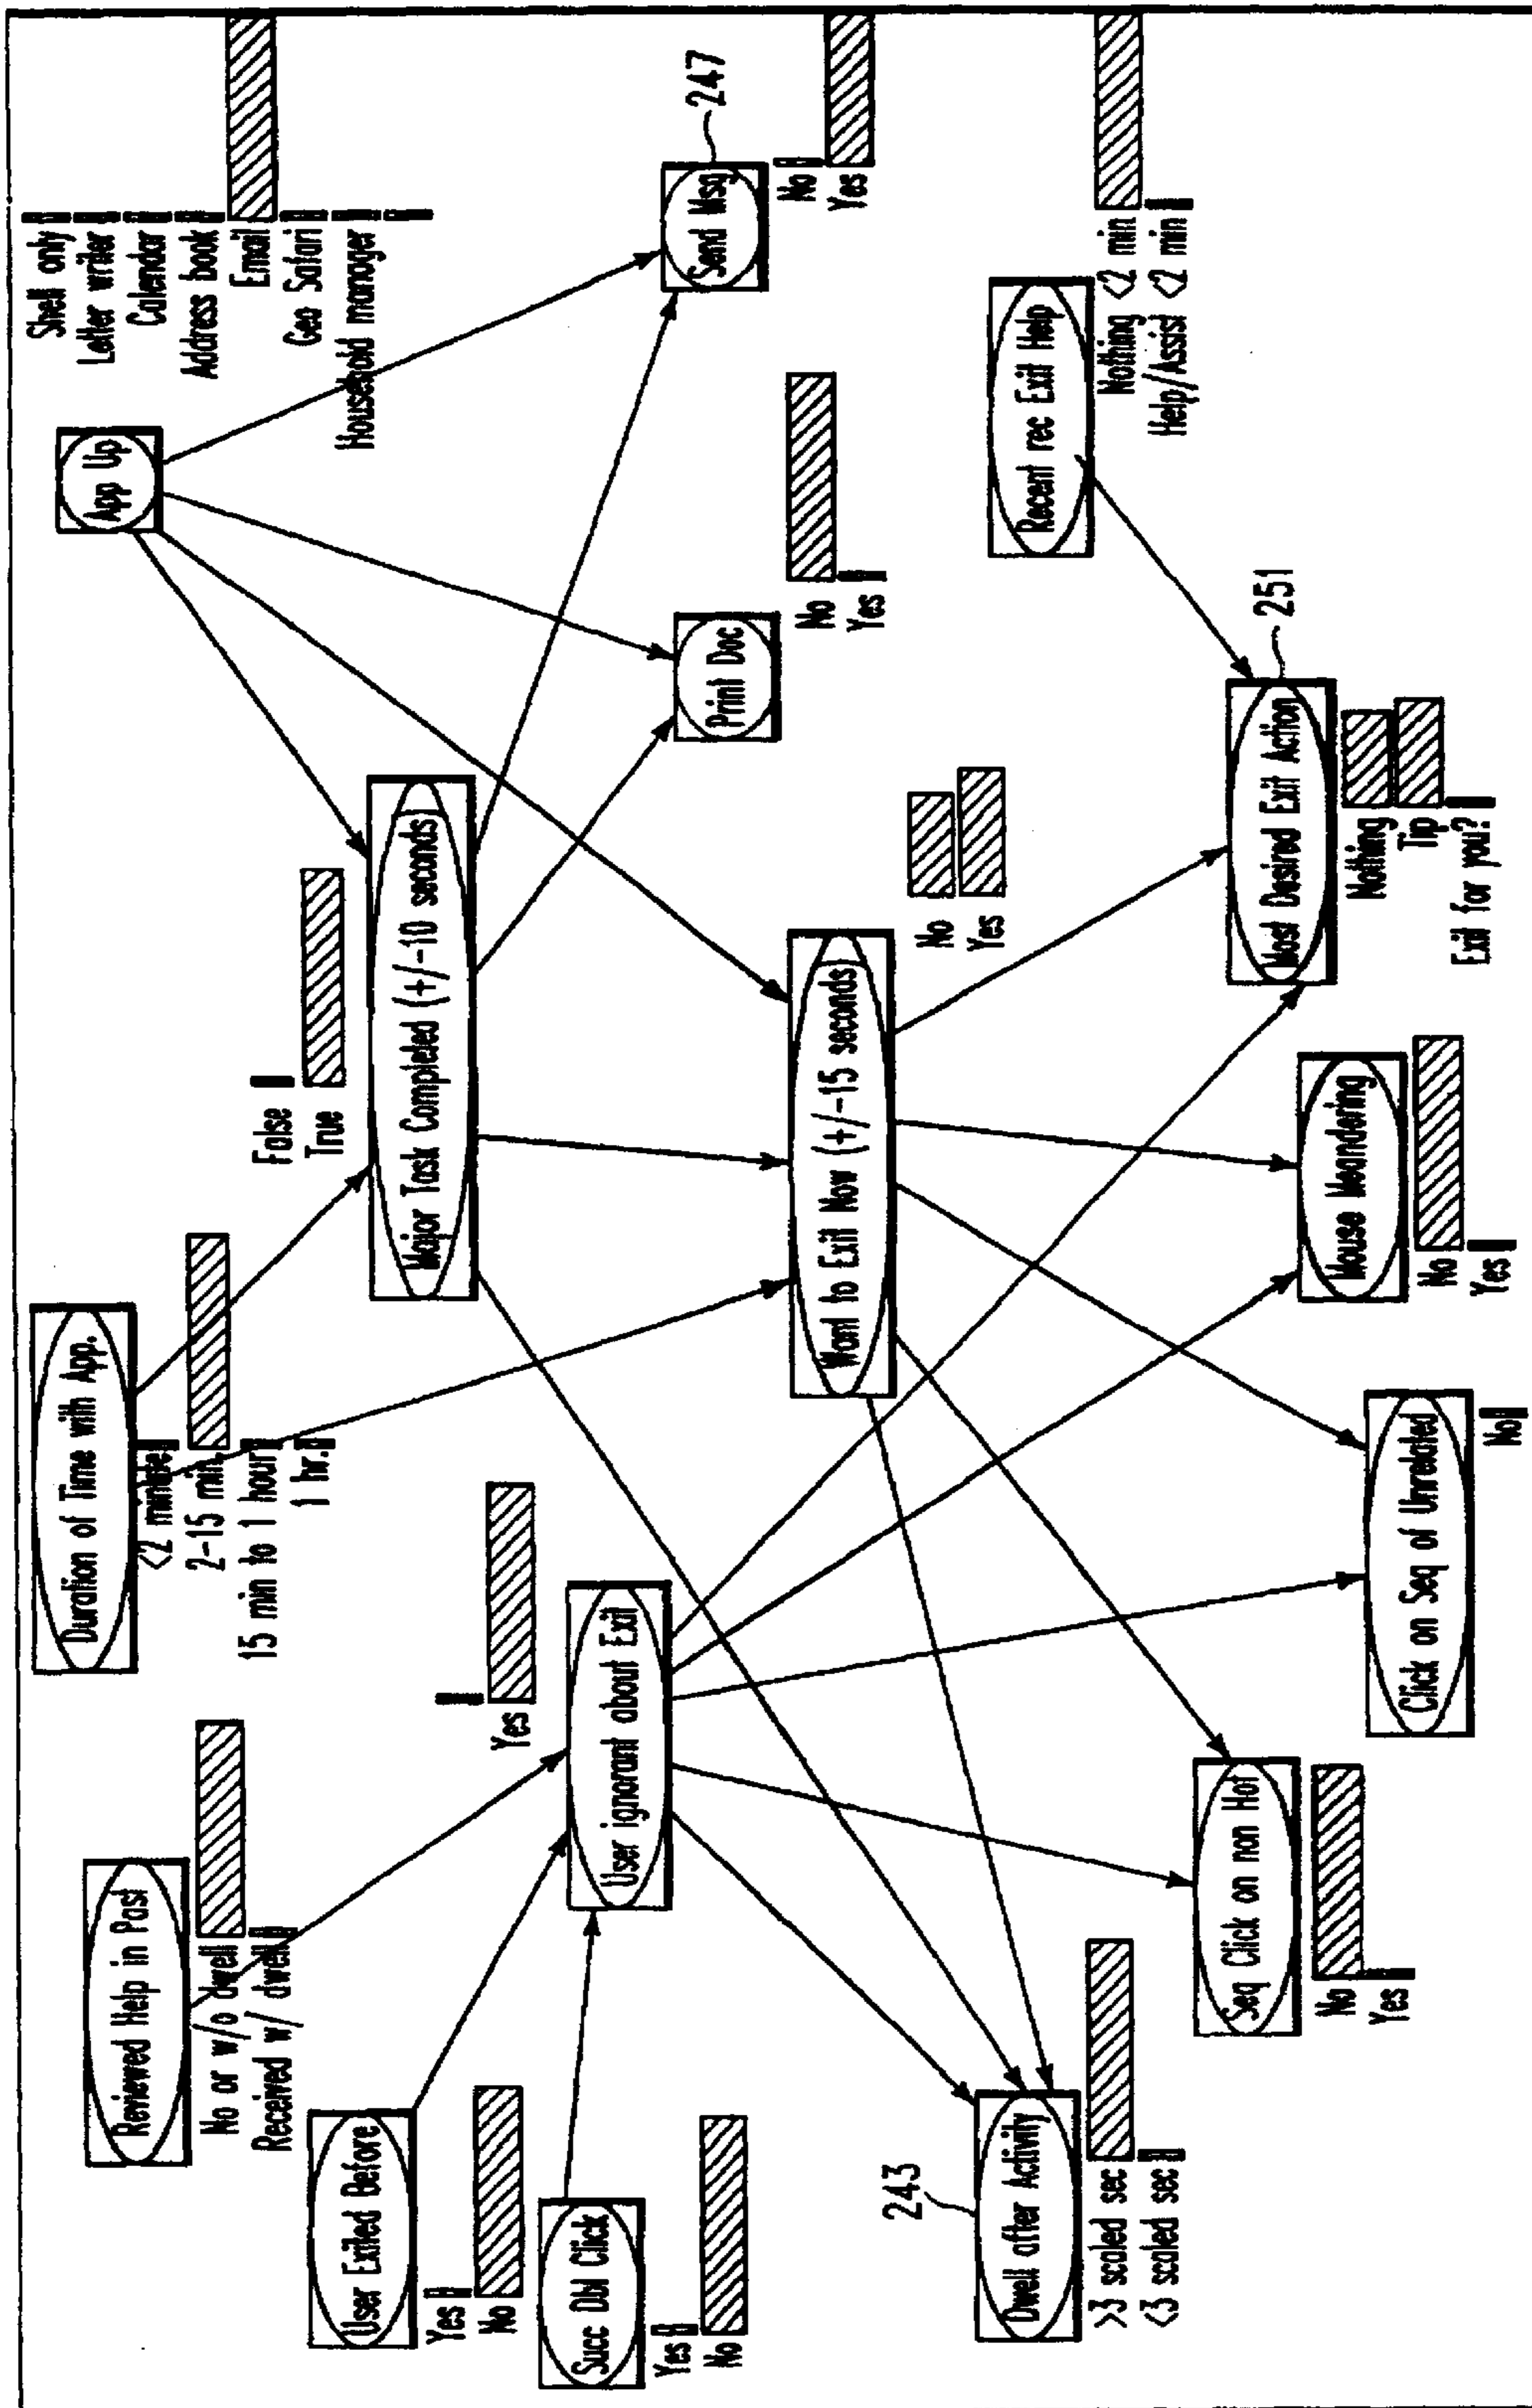 Reviewed Help in Past
No or w/o dwell
Received w/ dwell
Duration of Time with App.
<2 minute
2-15 min
15 min to 1 hour
1 hr.
App Up
Shell only
Letter writer
Calendar
Address book
Email
Geo Safari
Household manager
User Exited Before
Yes
No
False
True
Major Task Completed (+/-10 seconds)
Succ Dbl Click
Yes
No
Yes
User ignorant about Exit
Print Doc
No
Yes
Send Msg
247
No
Yes
Want to Exit Now (+/-15 seconds)
No
Yes
243
Dwell after Activity
>3 scaled sec
<3 scaled sec
Recent rec Exit Help
Nothing <2 min
Help/Assist <2 min
Seq Click on non Hot
No
Yes
Click on Seq of Unrelated
No
Mouse Meandering
No
Yes
Most Desired Exit Action
251
Nothing
Tip
Exit for you?